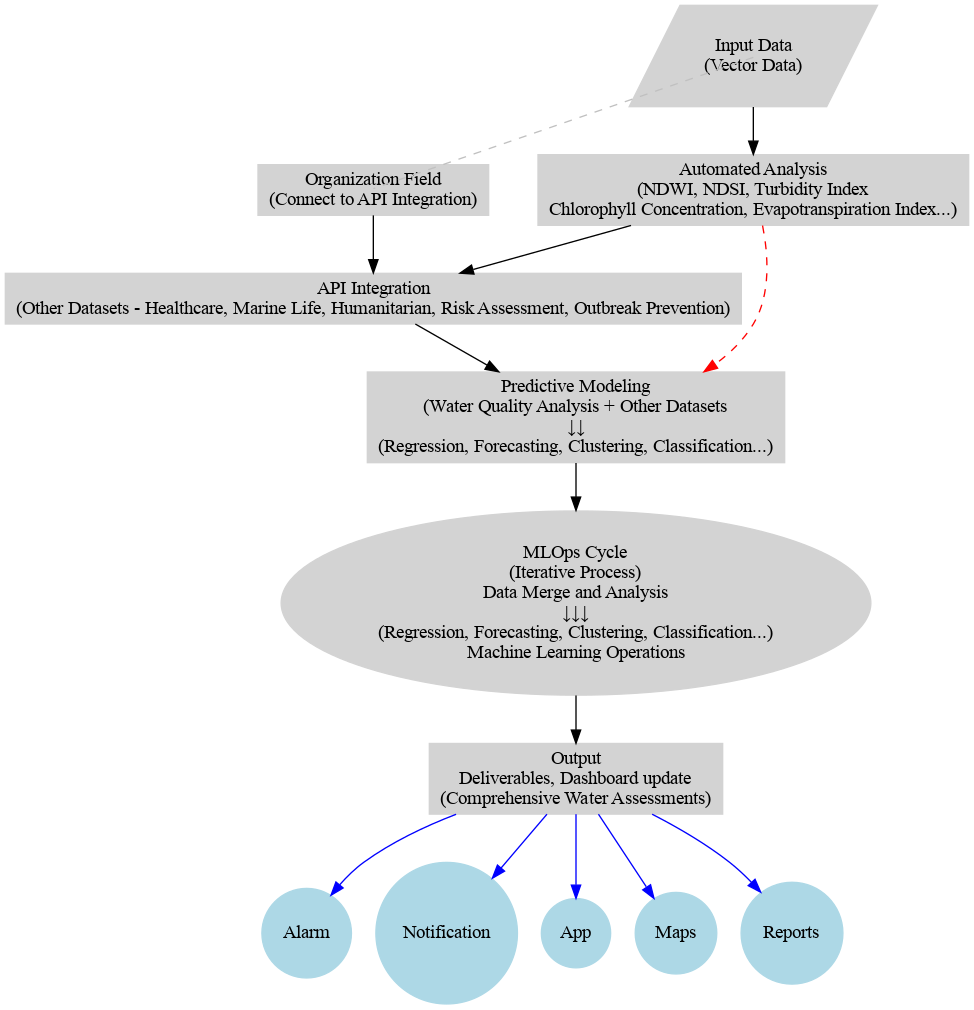 Input Data
(Vector Data)
Organization Field
(Connect to API Integration)
Automated Analysis
(NDWI, NDSI, Turbidity Index
Chlorophyll Concentration, Evapotranspiration Index...)
API Integration
(Other Datasets - Healthcare, Marine Life, Humanitarian, Risk Assessment, Outbreak Prevention)
Predictive Modeling
(Water Quality Analysis + Other Datasets
↓↓
(Regression, Forecasting, Clustering, Classification...)
MLOps Cycle
(Iterative Process)
Data Merge and Analysis
↓↓↓
(Regression, Forecasting, Clustering, Classification...)
Machine Learning Operations
Output
Deliverables, Dashboard update
(Comprehensive Water Assessments)
Alarm
Notification
App
Maps
Reports